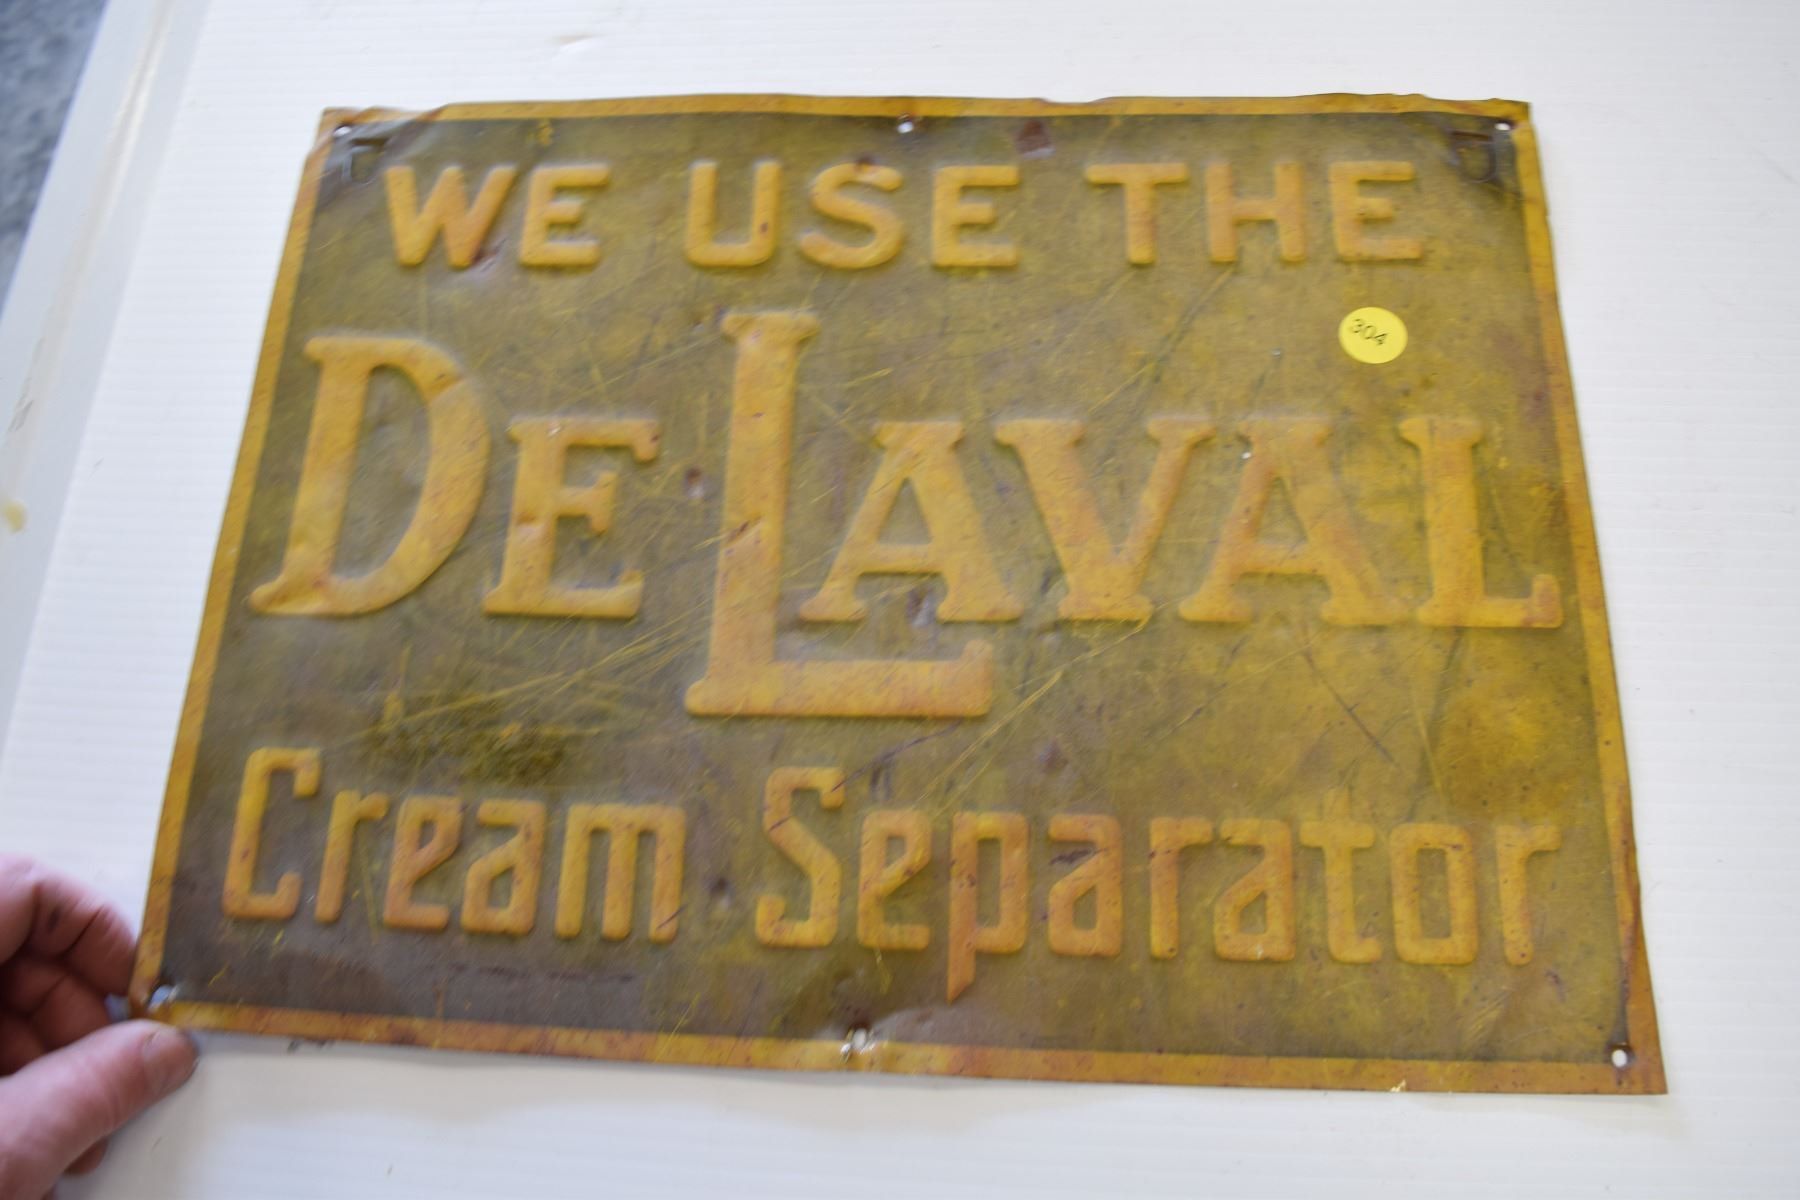 WE USE THE
304
DE LAVAL
Cream Separator